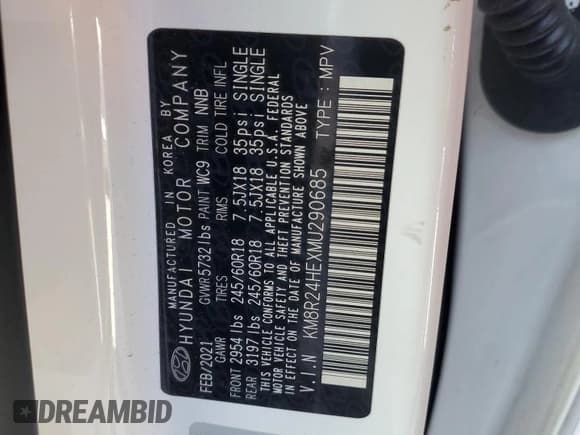 MANUFACTURED IN KOREA BY
HYUNDAI MOTOR COMPANY
FEB/2021 GVWR 5732 lbs PAINT WC9 TRIM NNB
GAWR TIRES RIMS COLD TIRE INFL
FRONT 2954 lbs 245/60R18 7.5JX18 35psi SINGLE
REAR 3197 lbs 245/60R18 7.5JX18 35psi SINGLE
THIS VEHICLE CONFORMS TO ALL APPLICABLE U.S.A. FEDERAL
MOTOR VEHICLE SAFETY AND THEFT PREVENTION STANDARDS
IN EFFECT ON THE DATE OF MANUFACTURE SHOWN ABOVE
V.I.N KM8R24HEXMU290685 TYPE : MPV
DREAMBID